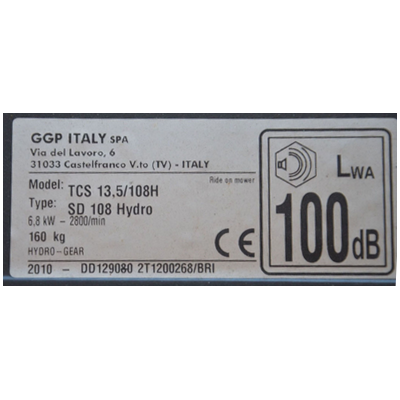 GGP ITALY SPA
Via del Lavoro, 6
31033 Castelfranco V.to (TV) - ITALY
Model: TCS 13,5/108H
Ride on mower
Type: SD 108 Hydro
6,8 kW - 2800/min
160 kg
HYDRO-GEAR
CE
2010 - DD129080 2T1200268/BRI
LWA
100dB